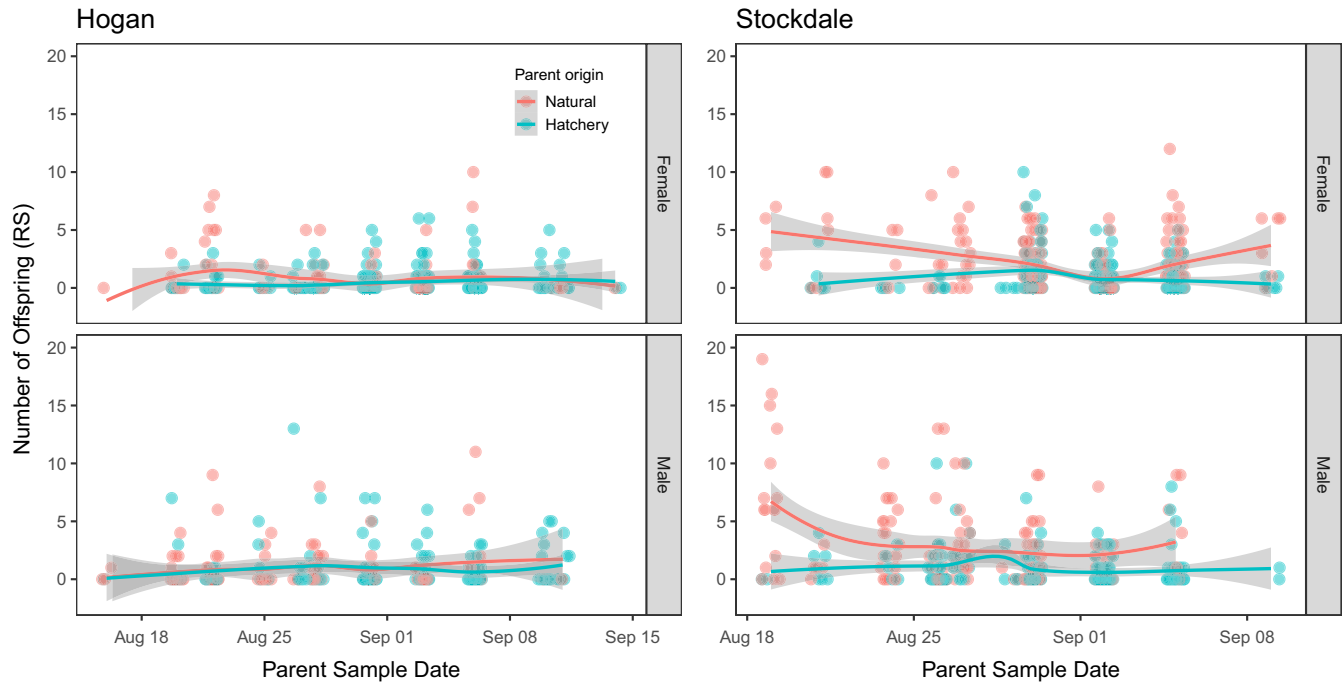 Hogan
Stockdale
Number of Offspring (RS)
20
15
10
5
0
Parent origin
Natural
Hatchery
Female
20
15
10
5
0
Female
20
15
10
5
0
Male
20
15
10
5
0
Male
Aug 18
Aug 25
Sep 01
Sep 08
Sep 15
Aug 18
Aug 25
Sep 01
Sep 08
Parent Sample Date
Parent Sample Date